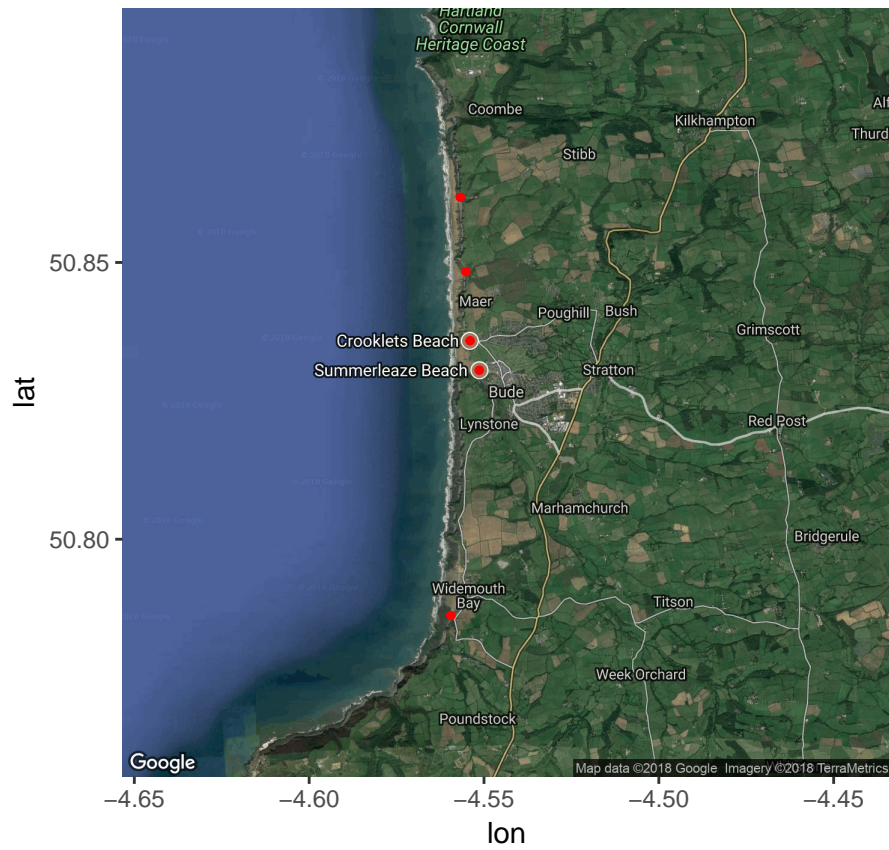 Hartland
Cornwall
Heritage Coast
Coombe
Kilkhampton
Stibb
50.85
Maer
Poughill
Bush
Grimscott
Crooklets Beach
Summerleaze Beach
Stratton
Bude
Lynstone
Red Post
lat
50.80
Marhamchurch
Bridgerule
Widemouth
Bay
Titson
Week Orchard
Poundstock
Google
Map data ©2018 Google Imagery ©2018 TerraMetrics
−4.65
−4.60
−4.55
−4.50
−4.45
lon